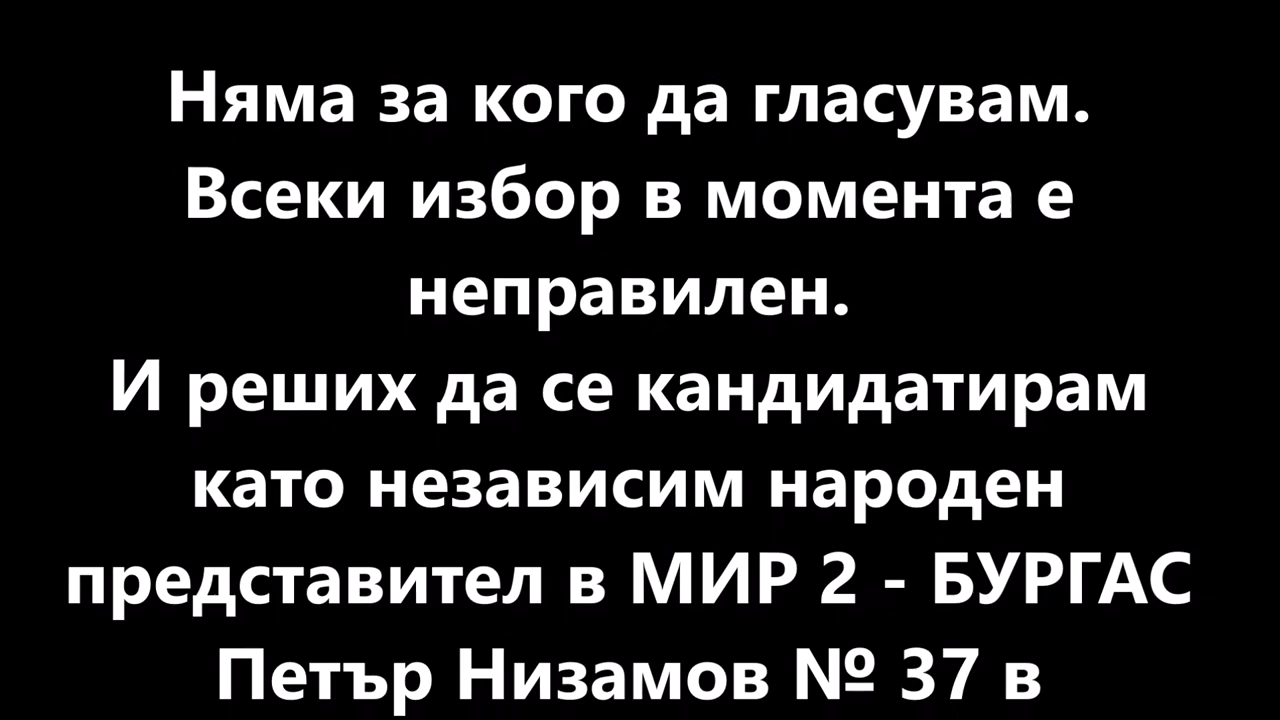 Няма за кого да гласувам.
Всеки избор в момента е
неправилен.
И реших да се кандидатирам
като независим народен
представител в МИР 2 - БУРГАС
Петър Низамов № 37 в